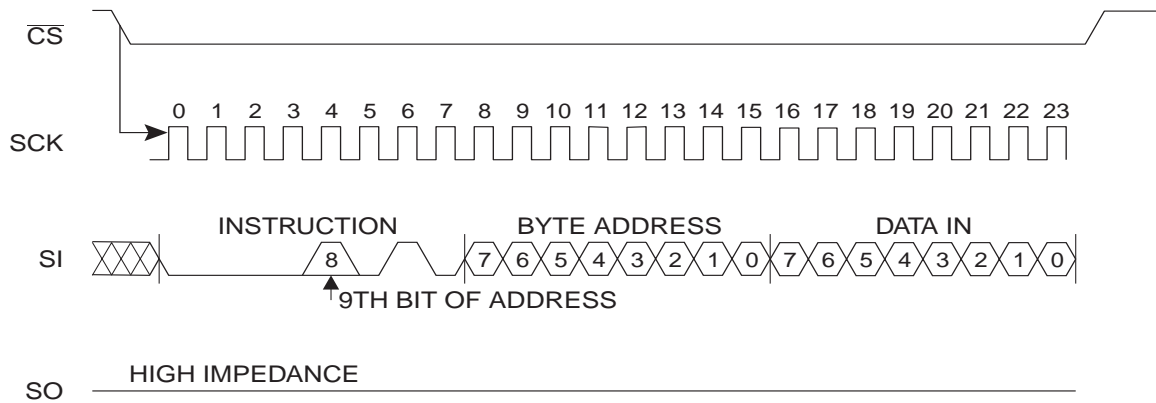 CS
0 1 2 3 4 5 6 7 8 9 10 11 12 13 14 15 16 17 18 19 20 21 22 23
SCK
INSTRUCTION BYTE ADDRESS DATA IN
SI 8 7 6 5 4 3 2 1 0 7 6 5 4 3 2 1 0
9TH BIT OF ADDRESS
HIGH IMPEDANCE
SO